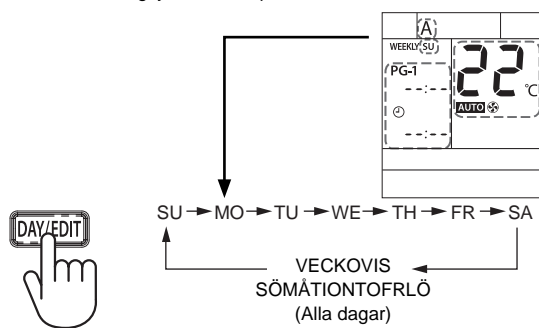 A
WEEKLY SU
PG-1
--:--
22 °C
AUTO
--:--
DAY/EDIT
SU MO TU WE TH FR SA
VECKOVIS
SÖMÅTIONTOFRLÖ
(Alla dagar)